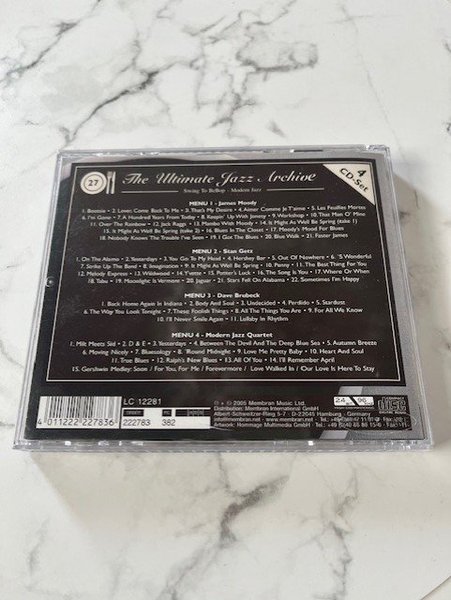 27
The Ultimate Jazz Archive
Swing To BeBop - Modern Jazz
4
CD-Set
MENU 1 - James Moody
1. Beetsie / 2. Lover, Come Back To Me / 3. That's My Desire / 4. Aimer Comme Je T'aime / 5. Les Feuilles Mortes
6. I'm Gone / 7. A Hundred Years From Today / 8. Keepin' Up With Jonesy / 9. Workshop / 10. That Man O' Mine
11. Over The Rainbow / 12. Jack Raggs / 13. Mambo With Moody / 14. It Might As Well Be Spring (take 1)
15. It Might As Well Be Spring (take 2) / 16. Blues In The Closet / 17. Moody's Mood For Blues
18. Nobody Knows The Trouble I've Seen / 19. I Got The Blues / 20. Blue Walk / 21. Faster James
MENU 2 - Stan Getz
1. On The Alamo / 2. Yesterdays / 3. You Go To My Head / 4. Hershey Bar / 5. Out Of Nowhere / 6. 'S Wonderful
7. Strike Up The Band / 8. Imagination / 9. It Might As Well Be Spring / 10. Penny / 11. The Best Thing For You
12. Melody Express / 13. Wildwood / 14. Yvette / 15. Potter's Luck / 16. The Song Is You / 17. Where Or When
18. Tabu / 19. Moonlight In Vermont / 20. Jaguar / 21. Stars Fell On Alabama / 22. Sometimes I'm Happy
MENU 3 - Dave Brubeck
1. Back Home Again In Indiana / 2. Body And Soul / 3. Undecided / 4. Perdido / 5. Stardust
6. The Way You Look Tonight / 7. These Foolish Things / 8. All The Things You Are / 9. For All We Know
10. I'll Never Smile Again / 11. Lullaby In Rhythm
MENU 4 - Modern Jazz Quartet
1. Milt Meets Sid / 2. D & E / 3. Yesterdays / 4. Between The Devil And The Deep Blue Sea / 5. Autumn Breeze
6. Moving Nicely / 7. Bluesology / 8. 'Round Midnight / 9. Love Me Pretty Baby / 10. Heart And Soul
11. True Blues / 12. Ralph's New Blues / 13. All Of You / 14. I'll Remember April
15. Gershwin Medley: Soon / For You, For Me / Forevermore / Love Walked In / Our Love Is Here To Stay
LC 12281
222783
382
4 011222 227836
℗ © 2005 Membran Music Ltd.
Distribution: Membran International GmbH
Albert-Schweitzer-Ring 5-7 · D-22045 Hamburg · Germany
Artwork: Hommage Multimedia GmbH
24
96
COMPACT
disc
DIGITAL AUDIO